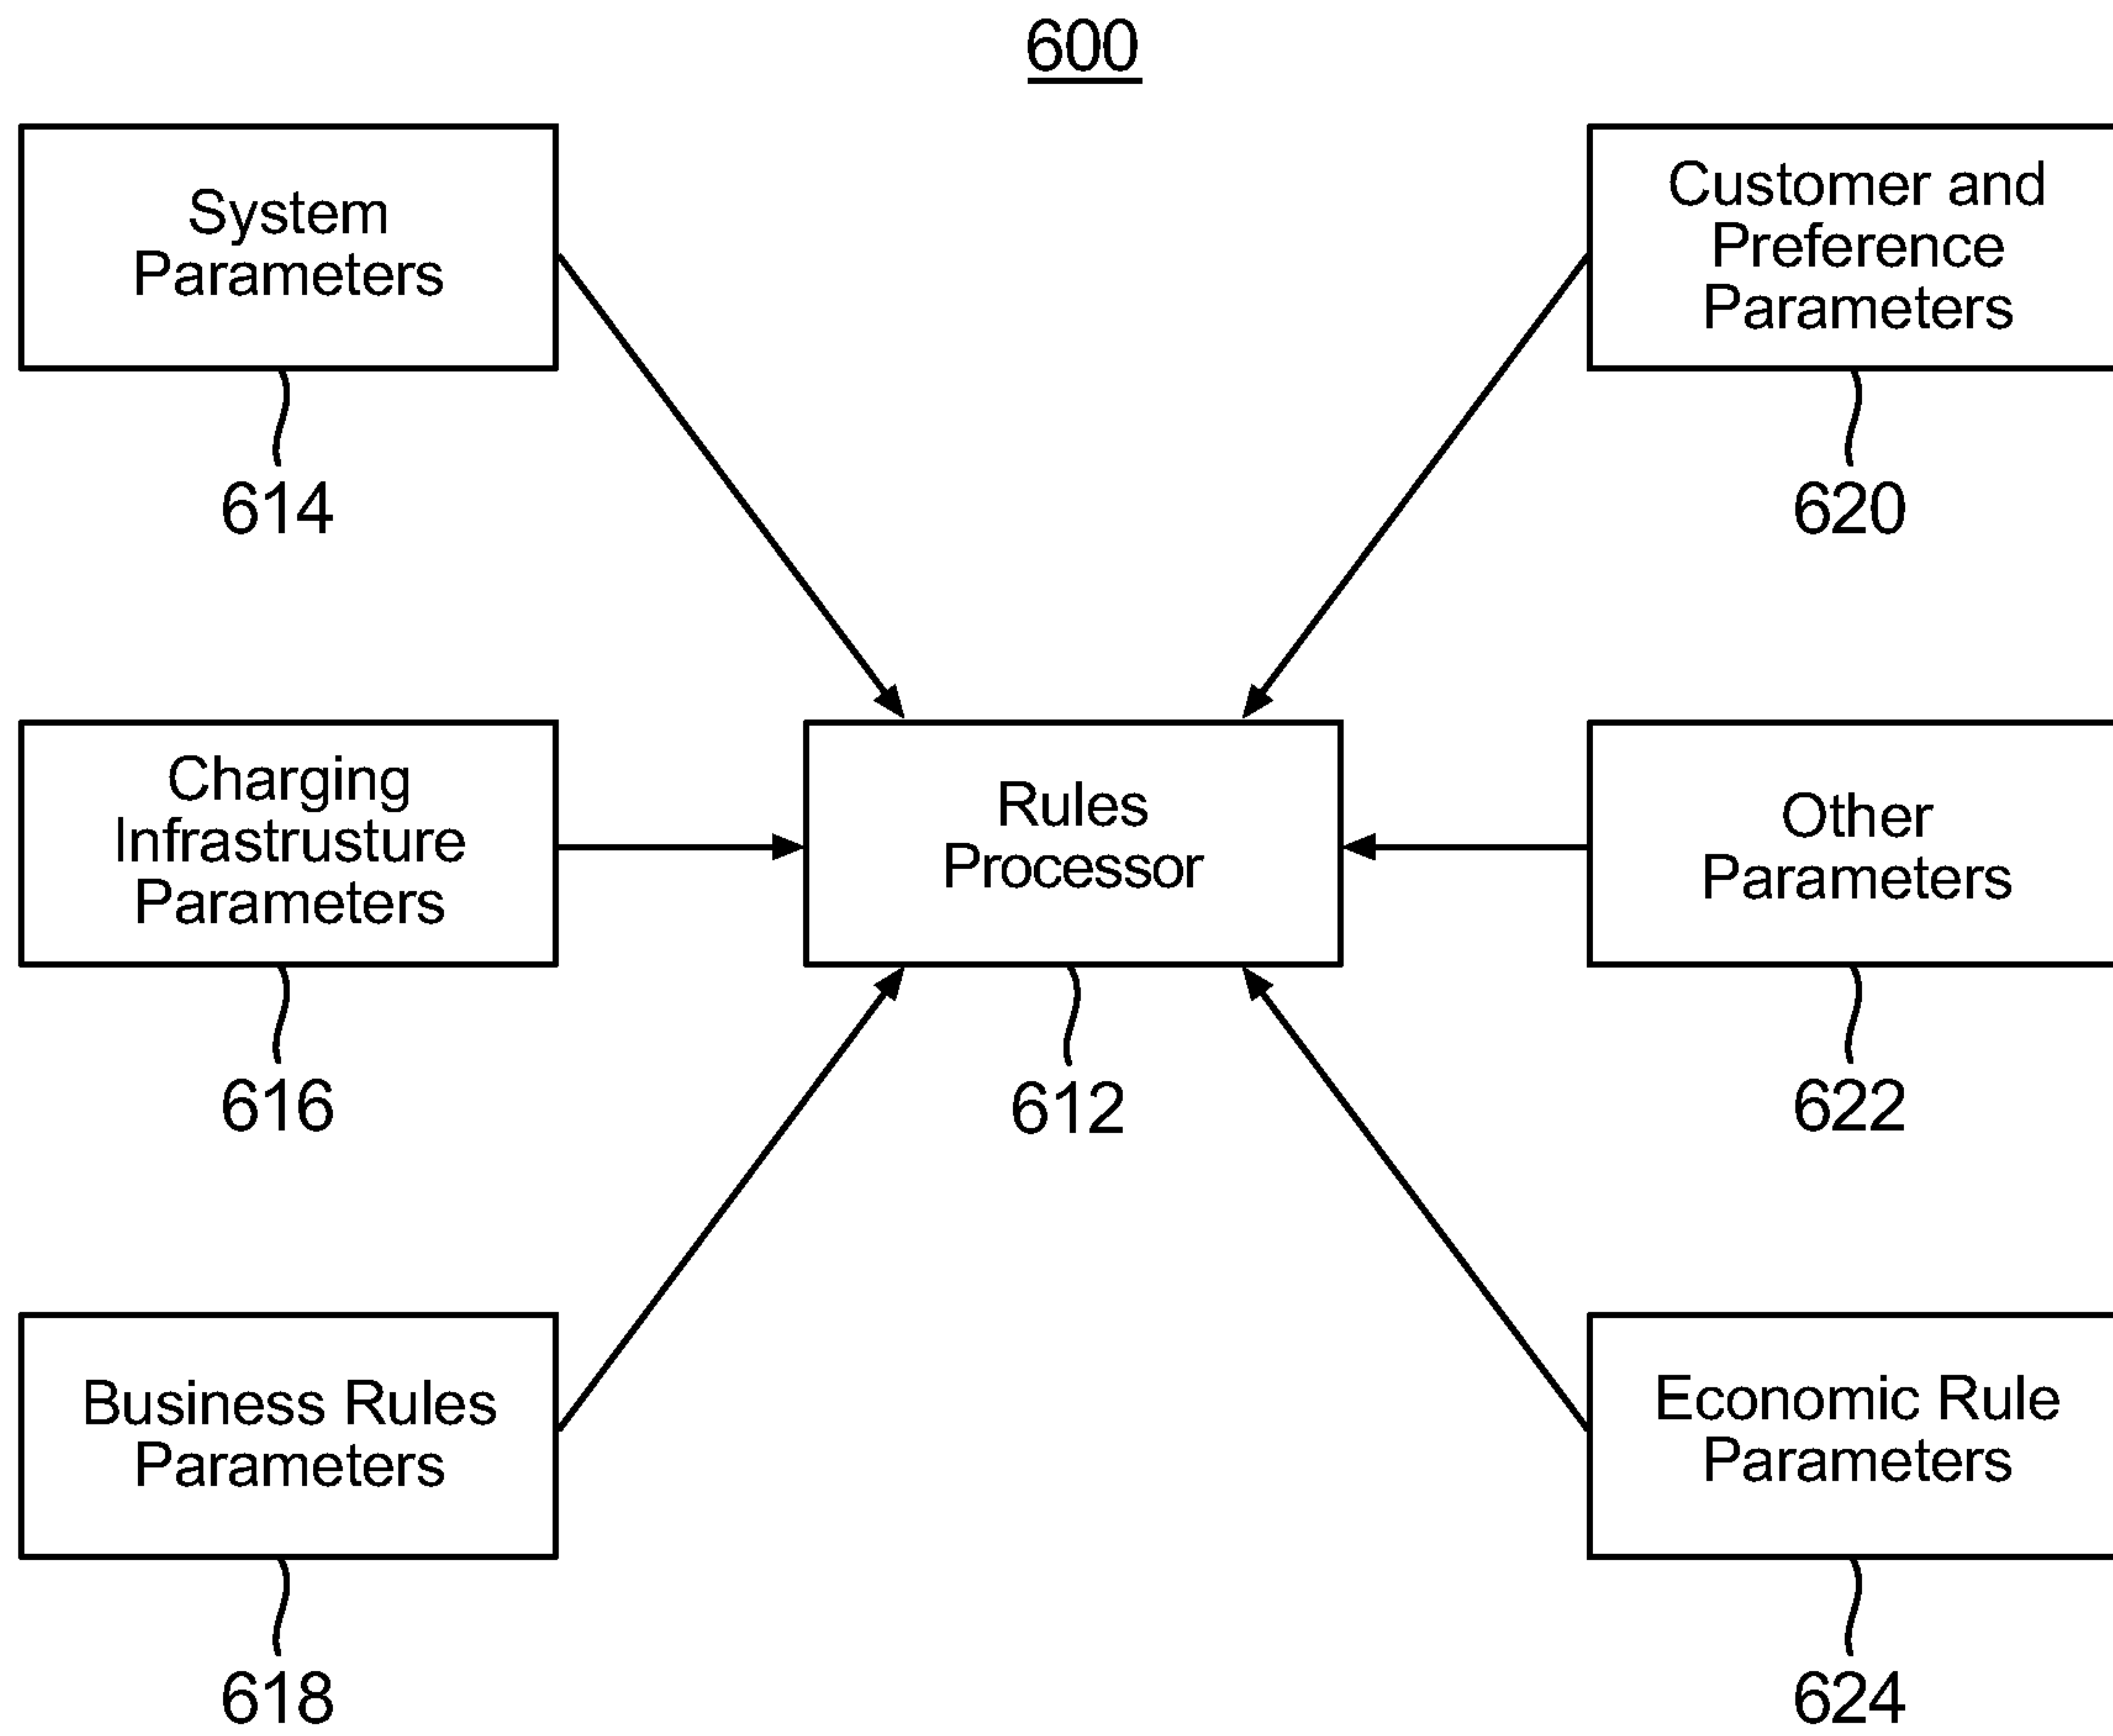 600
System
Parameters
614
Customer and
Preference
Parameters
620
Charging
Infrastrusture
Parameters
616
Rules
Processor
612
Other
Parameters
622
Business Rules
Parameters
618
Economic Rule
Parameters
624